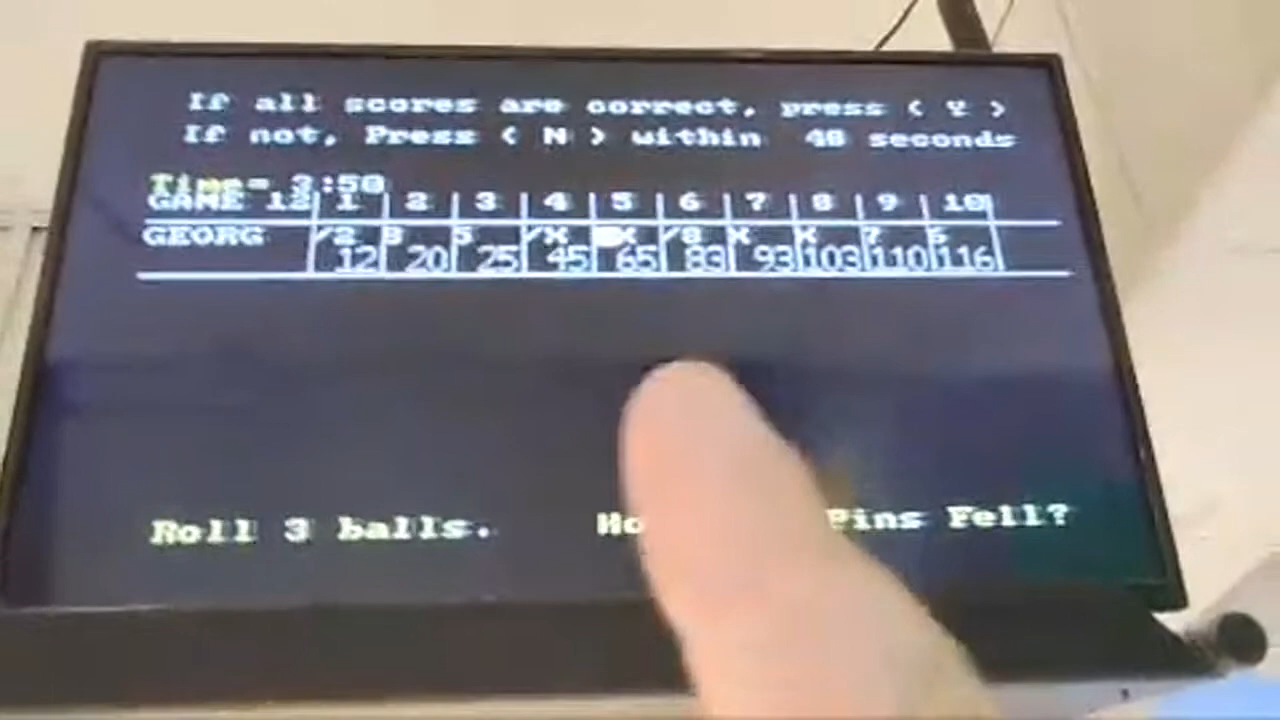 If all scores are correct, press < Y >
If not, Press < N > within 40 seconds
Time= 3:50
GAME 12 1 2 3 4 5 6 7 8 9 10
GEORG
12 20 25 45 65 83 93 103 110 116
Roll 3 balls. Pins Fell?